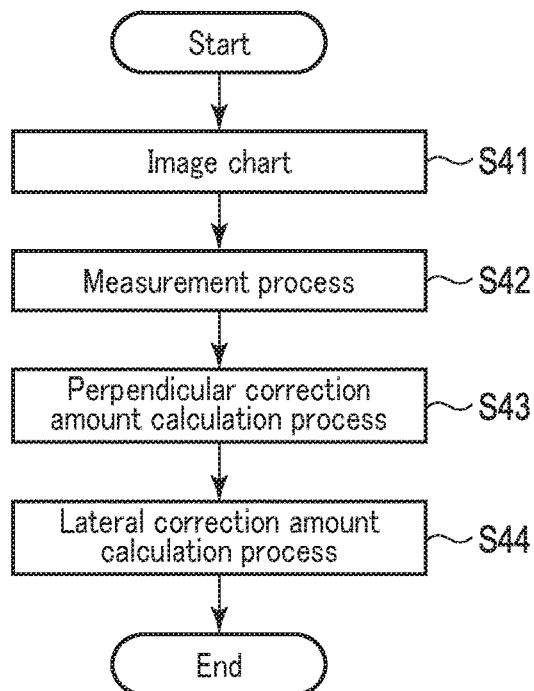 Start
Image chart
S41
Measurement process
S42
Perpendicular correction
amount calculation process
S43
Lateral correction amount
calculation process
S44
End